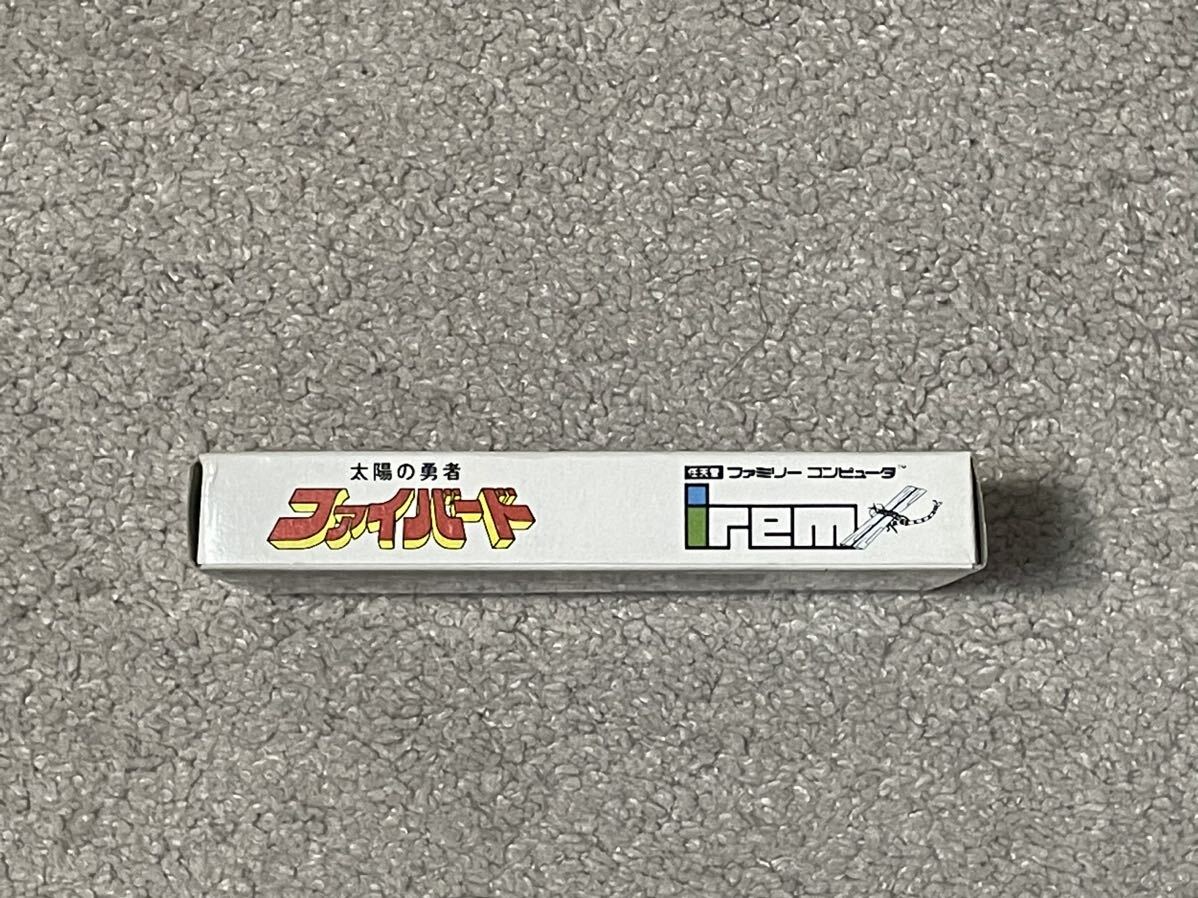 太陽の勇者
ファイバード
任天堂 ファミリー コンピュータ™
irem